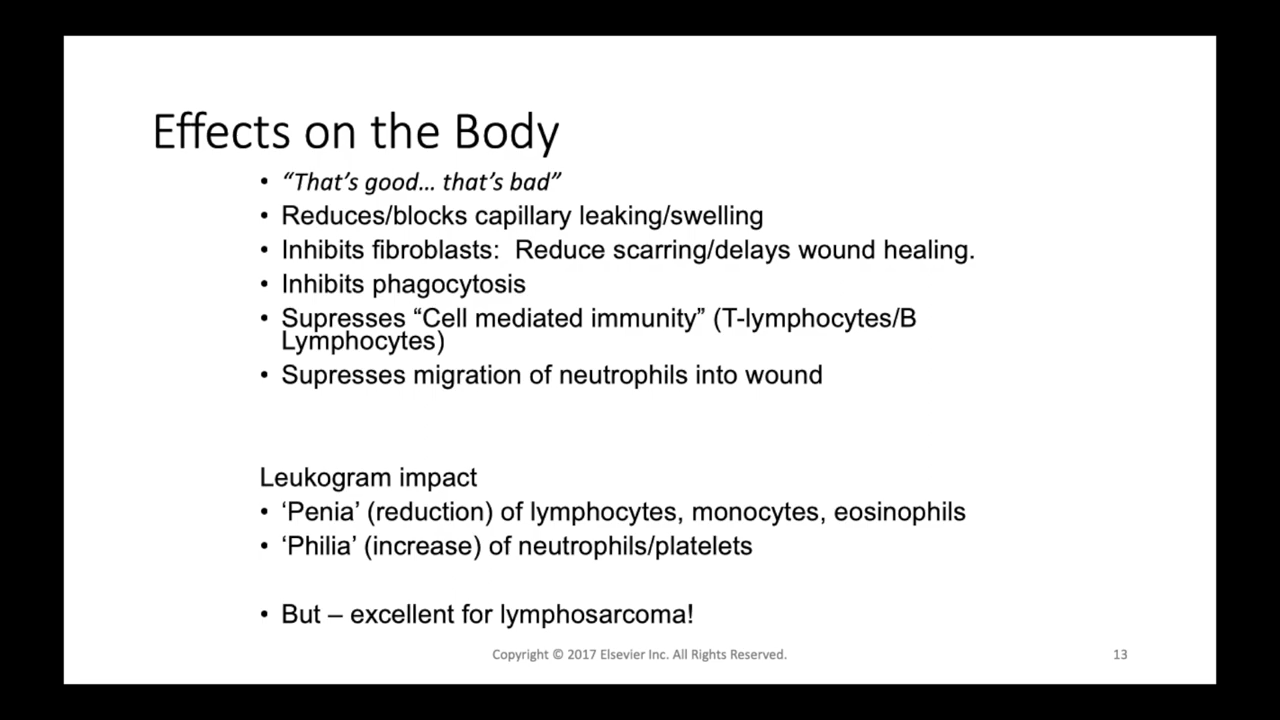 Effects on the Body
• “That’s good… that’s bad”
• Reduces/blocks capillary leaking/swelling
• Inhibits fibroblasts:  Reduce scarring/delays wound healing.
• Inhibits phagocytosis
• Supresses “Cell mediated immunity” (T-lymphocytes/B
Lymphocytes)
• Supresses migration of neutrophils into wound
Leukogram impact
• ‘Penia’ (reduction) of lymphocytes, monocytes, eosinophils
• ‘Philia’ (increase) of neutrophils/platelets
• But – excellent for lymphosarcoma!
Copyright © 2017 Elsevier Inc. All Rights Reserved.
13